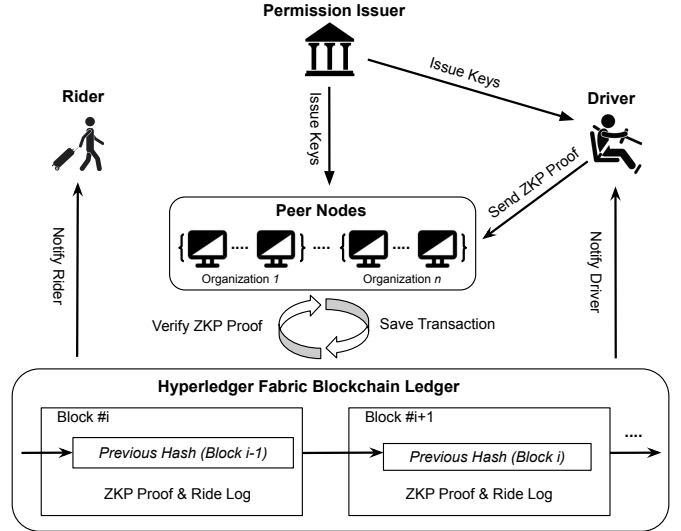 Permission Issuer
Rider
Driver
Issue Keys
Issue Keys
Send ZKP Proof
Notify Rider
Notify Driver
Peer Nodes
{ .... } .... { .... }
Organization 1
Organization n
Verify ZKP Proof
Save Transaction
Hyperledger Fabric Blockchain Ledger
Block #i
Previous Hash (Block i-1)
ZKP Proof & Ride Log
Block #i+1
Previous Hash (Block i)
ZKP Proof & Ride Log
....